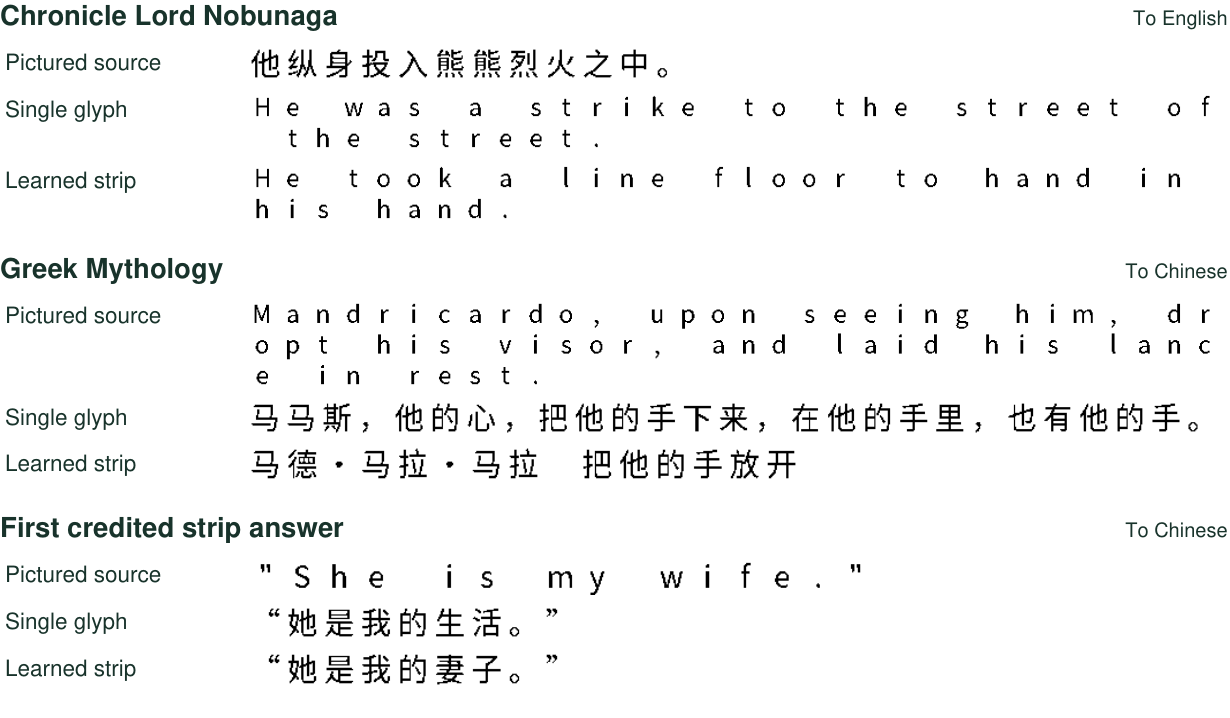 Chronicle Lord Nobunaga To English
Pictured source 他纵身投入熊熊烈火之中。
Single glyph He was a strike to the street of
the street.
Learned strip He took a line floor to hand in
his hand.
Greek Mythology To Chinese
Pictured source Mandricardo, upon seeing him, dr
opt his visor, and laid his lanc
e in rest.
Single glyph 马马斯，他的心，把他的手下来，在他的手里，也有他的手。
Learned strip 马德·马拉·马拉 把他的手放开
First credited strip answer To Chinese
Pictured source "She is my wife."
Single glyph “她是我的生活。”
Learned strip “她是我的妻子。”